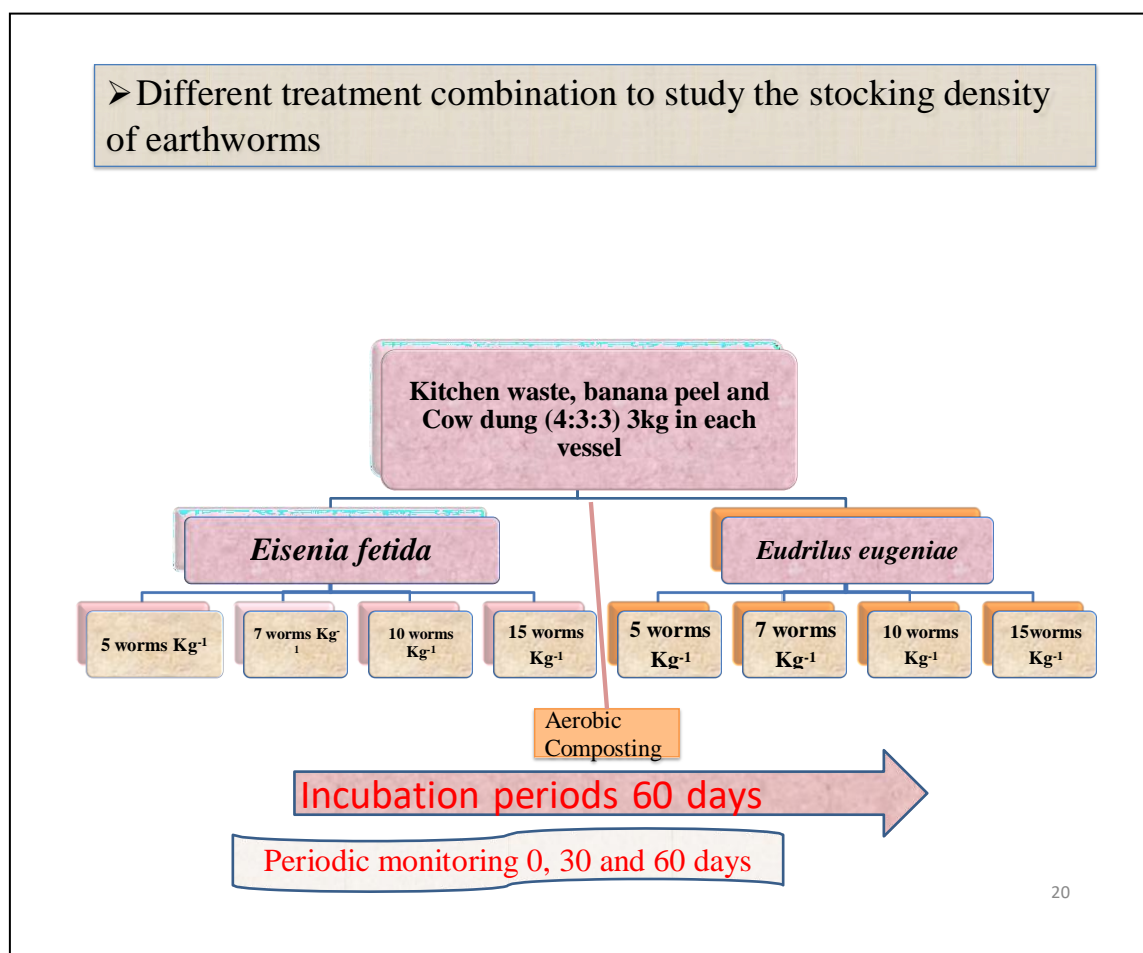 ➢Different treatment combination to study the stocking density
of earthworms
Kitchen waste, banana peel and
Cow dung (4:3:3) 3kg in each
vessel
Eisenia fetida
Eudrilus eugeniae
5 worms Kg⁻¹
7 worms Kg⁻
¹
10 worms
Kg⁻¹
15 worms
Kg⁻¹
5 worms
Kg⁻¹
7 worms
Kg⁻¹
10 worms
Kg⁻¹
15worms
Kg⁻¹
Aerobic
Composting
Incubation periods 60 days
Periodic monitoring 0, 30 and 60 days
20